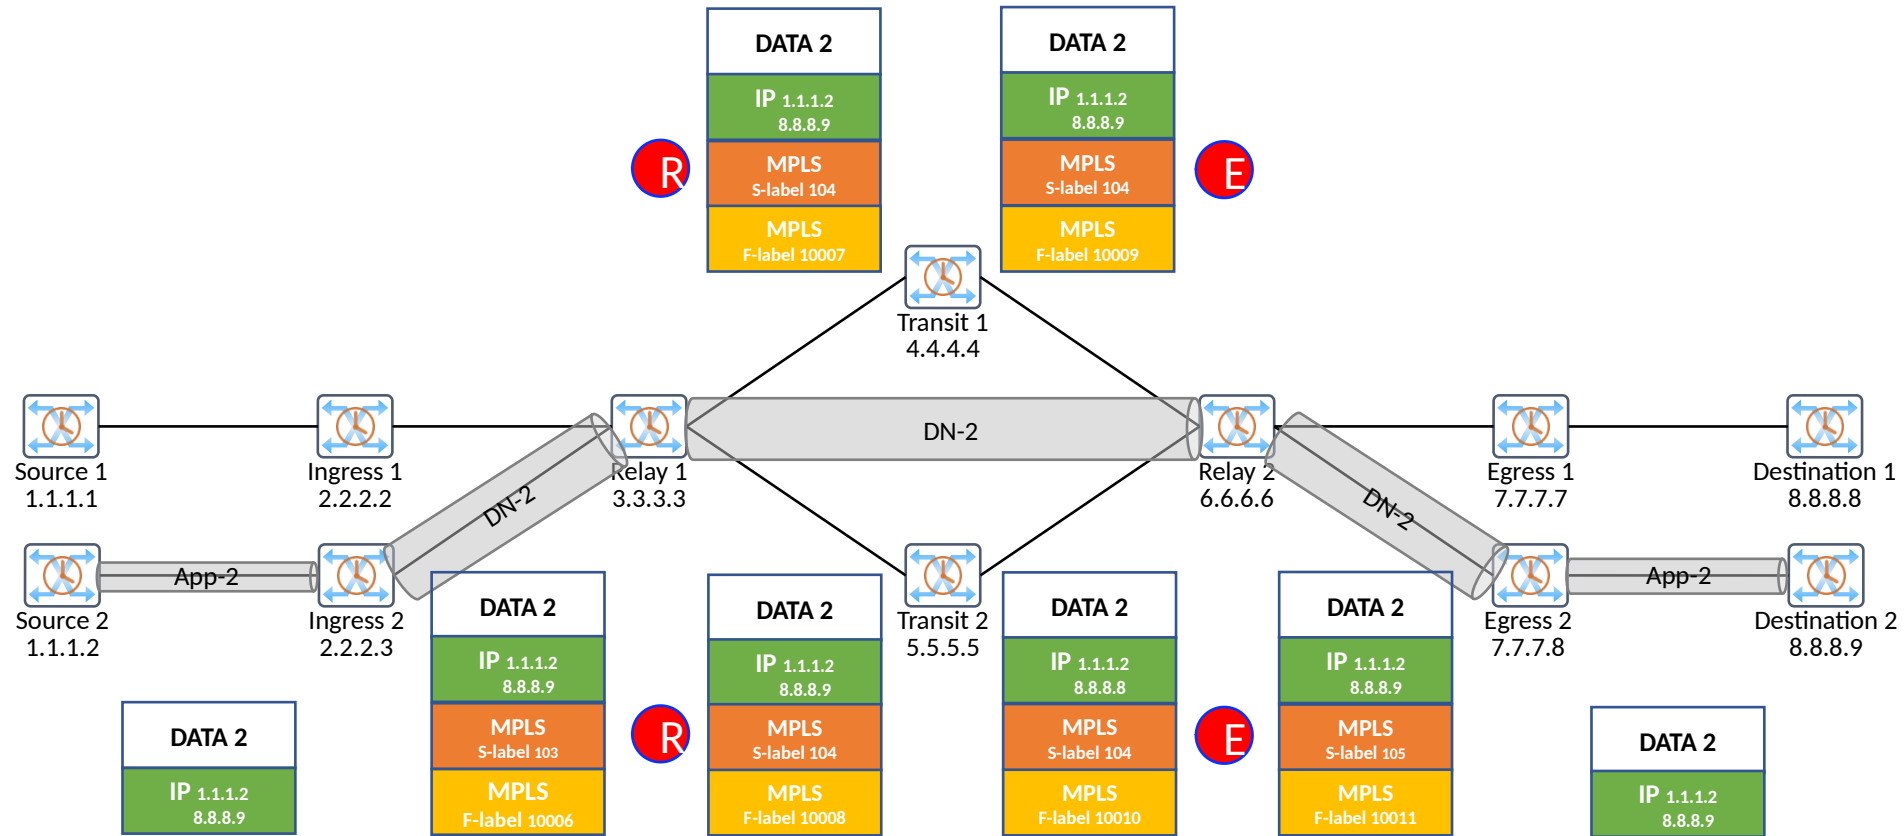 DATA 2
IP 1.1.1.2
8.8.8.9
MPLS
S-label 104
MPLS
F-label 10007
DATA 2
IP 1.1.1.2
8.8.8.9
MPLS
S-label 104
MPLS
F-label 10009
R
E
Transit 1
4.4.4.4
Source 1
1.1.1.1
Ingress 1
2.2.2.2
Relay 1
3.3.3.3
DN-2
Relay 2
6.6.6.6
Egress 1
7.7.7.7
Destination 1
8.8.8.8
DN-2
DN-2
App-2
App-2
Source 2
1.1.1.2
Ingress 2
2.2.2.3
Transit 2
5.5.5.5
Egress 2
7.7.7.8
Destination 2
8.8.8.9
DATA 2
IP 1.1.1.2
8.8.8.9
DATA 2
IP 1.1.1.2
8.8.8.9
MPLS
S-label 103
MPLS
F-label 10006
R
DATA 2
IP 1.1.1.2
8.8.8.9
MPLS
S-label 104
MPLS
F-label 10008
DATA 2
IP 1.1.1.2
8.8.8.8
MPLS
S-label 104
MPLS
F-label 10010
E
DATA 2
IP 1.1.1.2
8.8.8.9
MPLS
S-label 105
MPLS
F-label 10011
DATA 2
IP 1.1.1.2
8.8.8.9